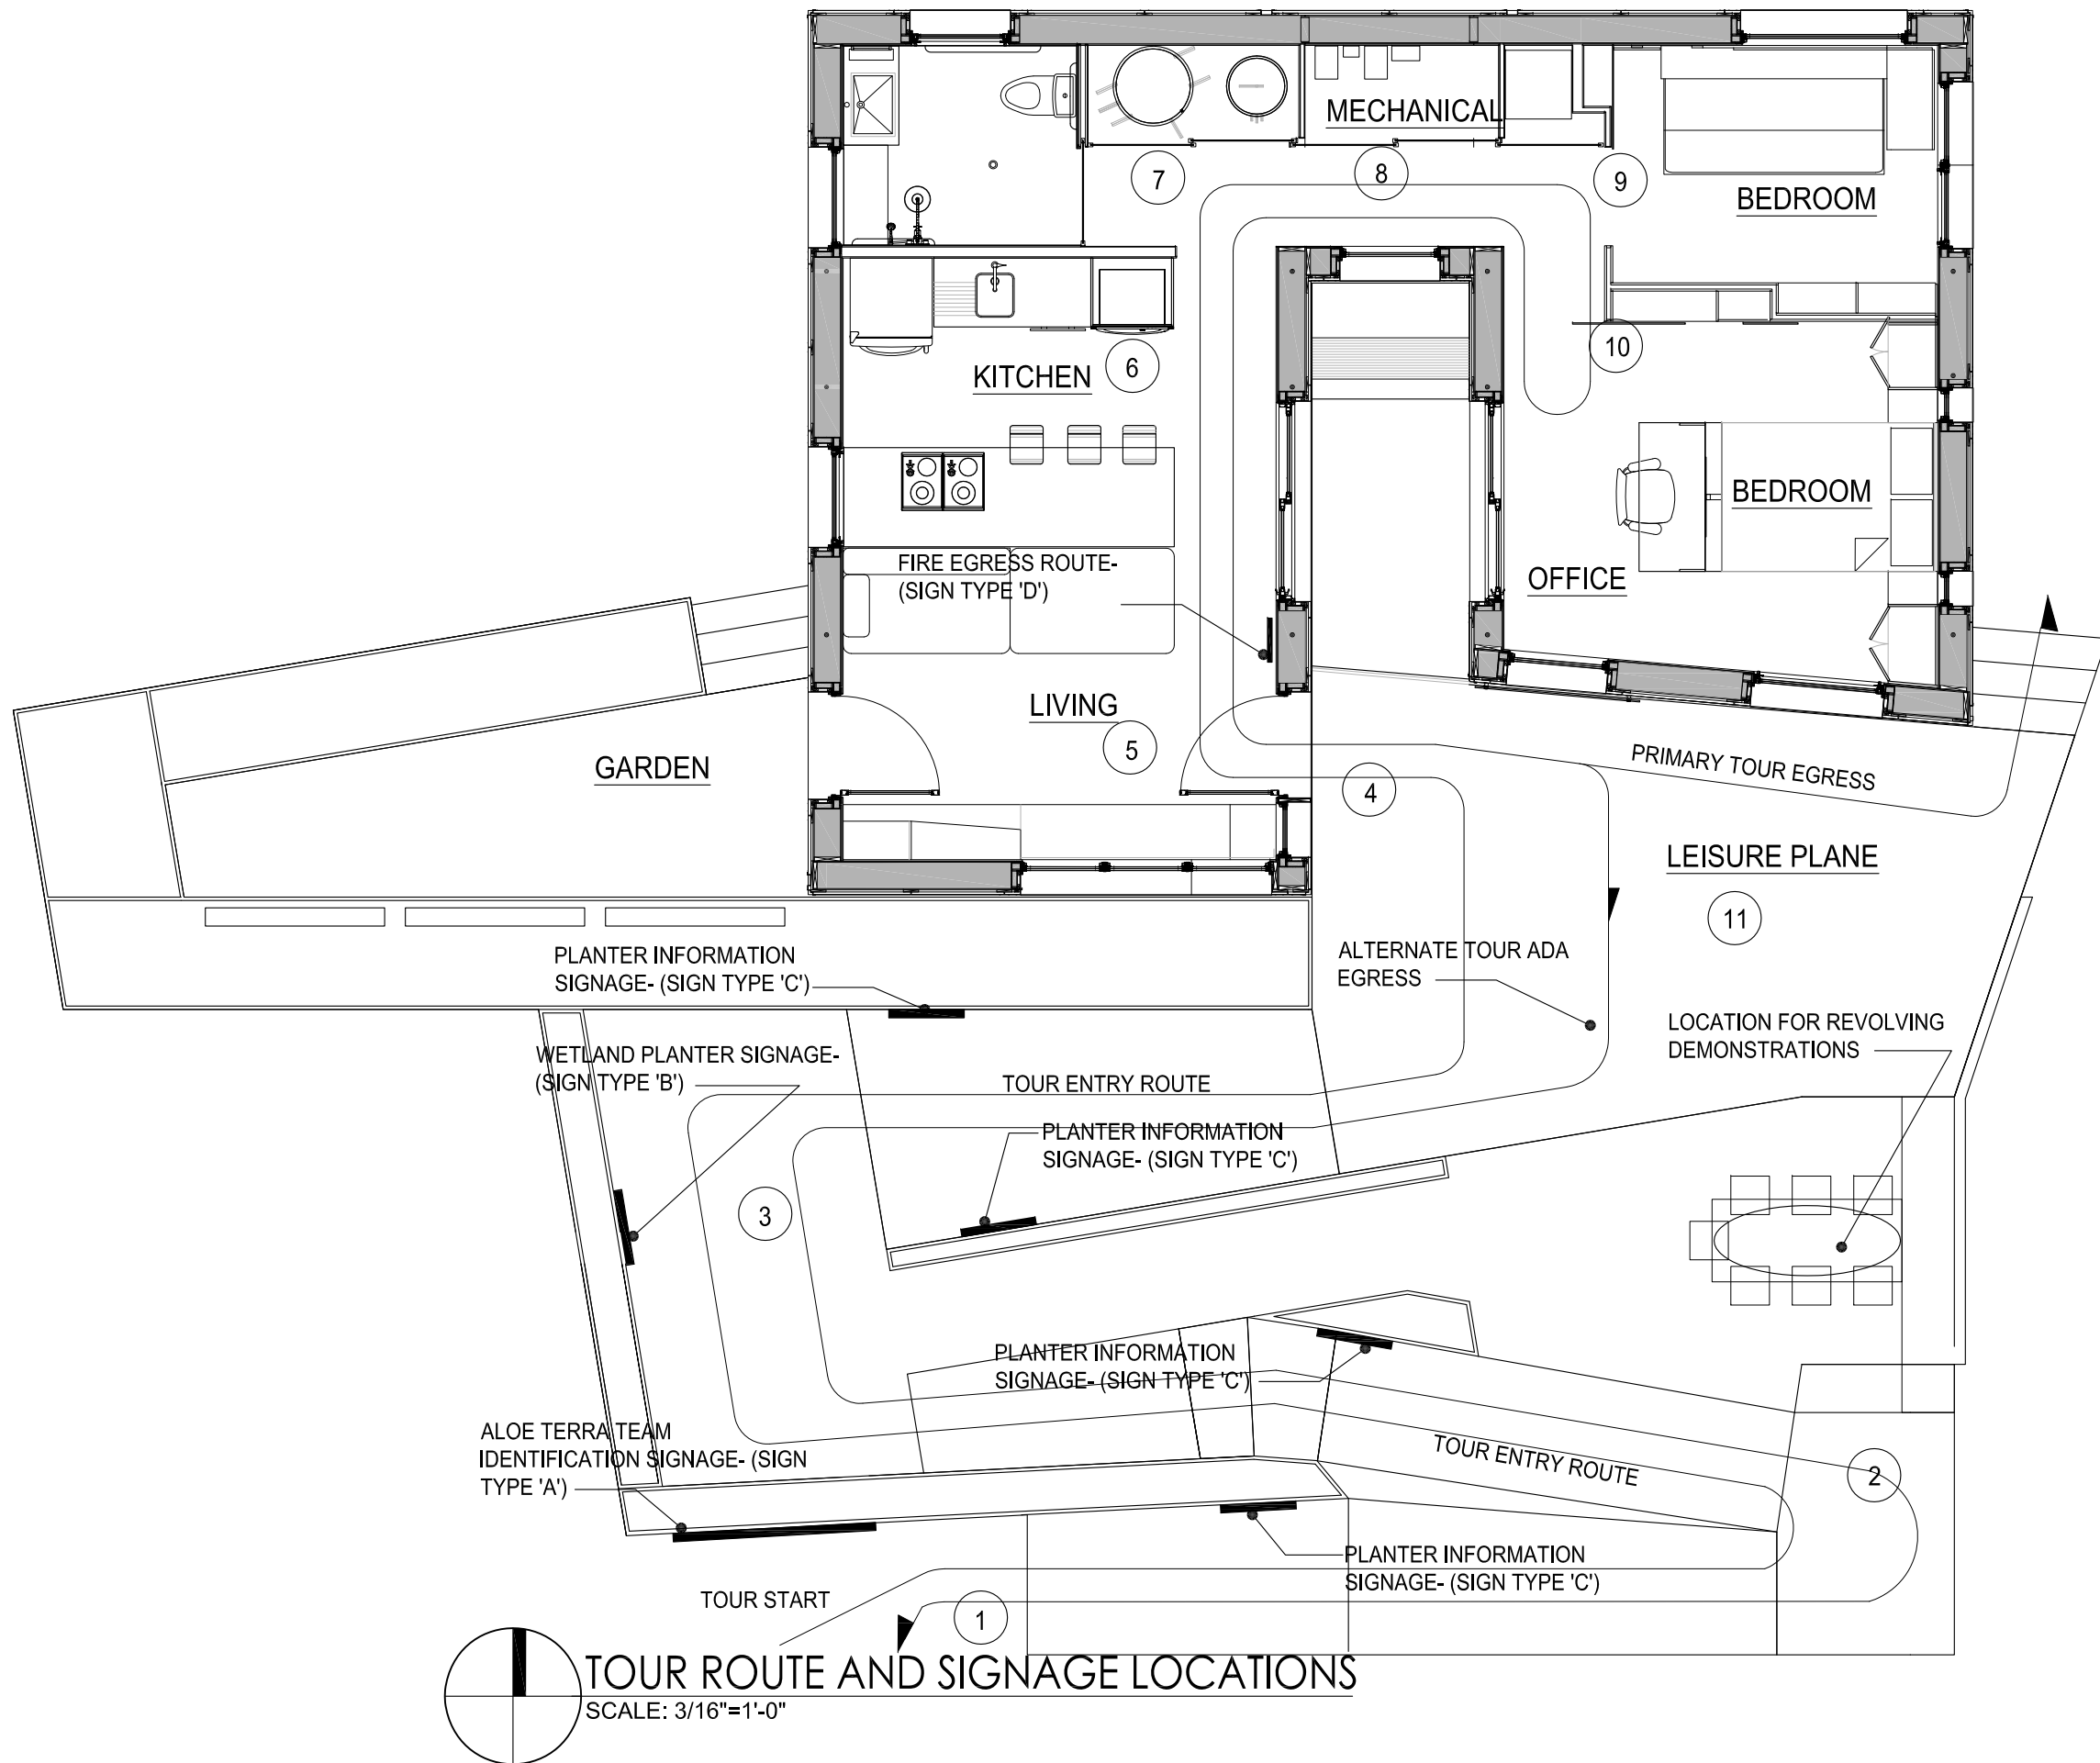 MECHANICAL
7
8
9
BEDROOM
KITCHEN
6
10
BEDROOM
FIRE EGRESS ROUTE-
(SIGN TYPE 'D')
OFFICE
LIVING
5
GARDEN
4
PRIMARY TOUR EGRESS
LEISURE PLANE
11
PLANTER INFORMATION
SIGNAGE- (SIGN TYPE 'C')
ALTERNATE TOUR ADA
EGRESS
LOCATION FOR REVOLVING
DEMONSTRATIONS
WETLAND PLANTER SIGNAGE-
(SIGN TYPE 'B')
TOUR ENTRY ROUTE
PLANTER INFORMATION
SIGNAGE- (SIGN TYPE 'C')
3
PLANTER INFORMATION
SIGNAGE- (SIGN TYPE 'C')
ALOE TERRA TEAM
IDENTIFICATION SIGNAGE- (SIGN
TYPE 'A')
TOUR ENTRY ROUTE
2
PLANTER INFORMATION
SIGNAGE- (SIGN TYPE 'C')
TOUR START
1
TOUR ROUTE AND SIGNAGE LOCATIONS
SCALE: 3/16"=1'-0"